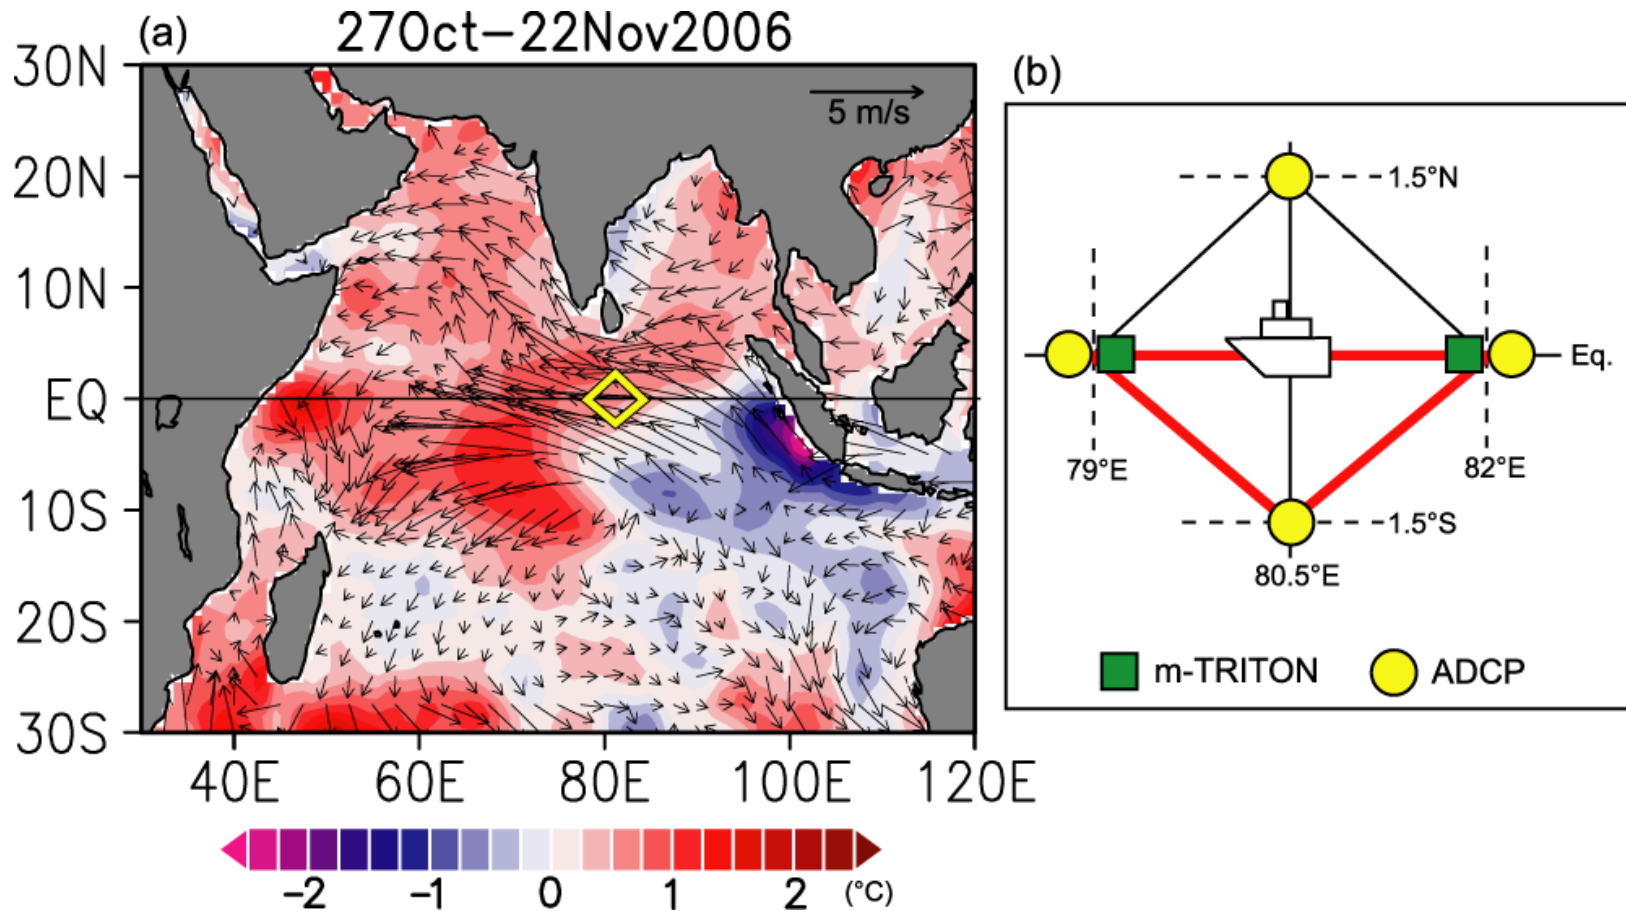 (a) 27Oct–22Nov2006
30N
20N
10N
EQ
10S
20S
30S
5 m/s
40E 60E 80E 100E 120E
–2 –1 0 1 2 (°C)
(b)
1.5°N
Eq.
79°E
82°E
1.5°S
80.5°E
m-TRITON ADCP